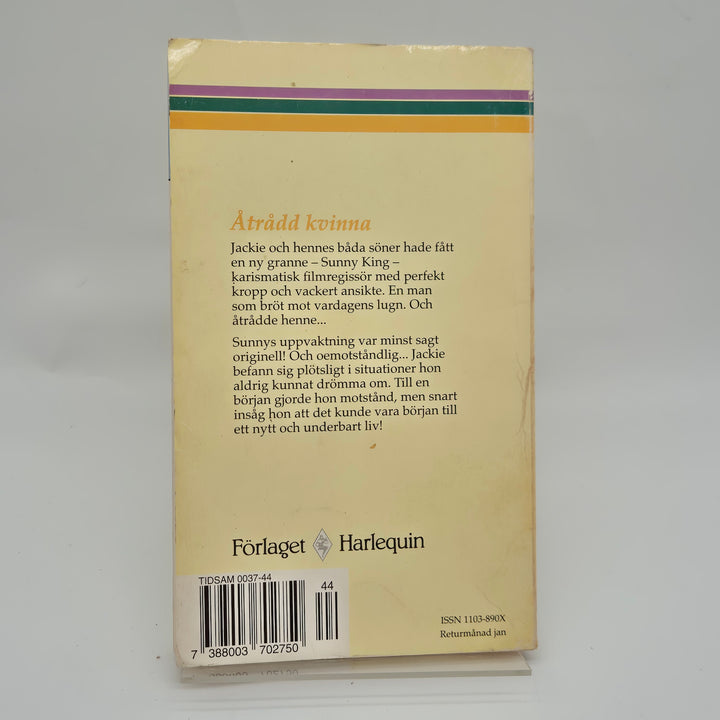 Åtrådd kvinna
Jackie och hennes båda söner hade fått
en ny granne – Sunny King –
karismatisk filmregissör med perfekt
kropp och vackert ansikte. En man
som bröt mot vardagens lugn. Och
åtrådde henne...
Sunnys uppvaktning var minst sagt
originell! Och oemotståndlig... Jackie
befann sig plötsligt i situationer hon
aldrig kunnat drömma om. Till en
början gjorde hon motstånd, men snart
insåg hon att det kunde vara början till
ett nytt och underbart liv!
Förlaget Harlequin
TIDSAM 0037-44
44
7 388003 702750
ISSN 1103-890X
Returmånad jan